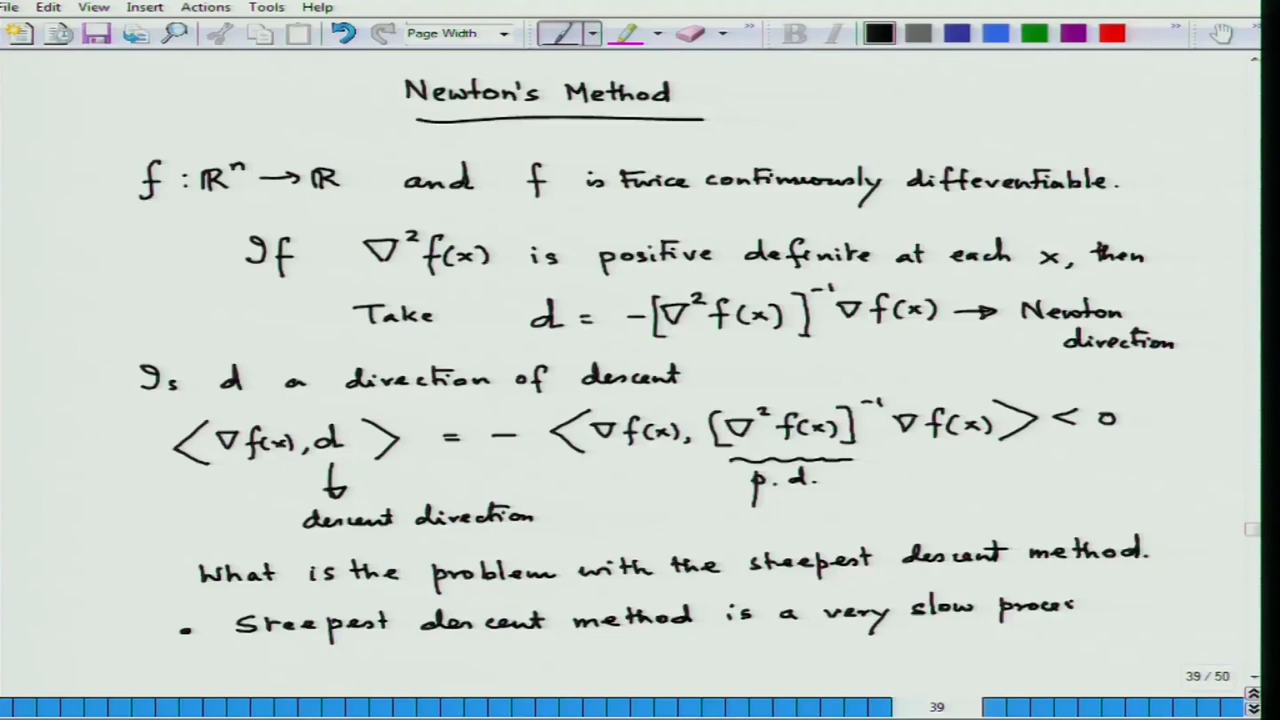 File Edit View Insert Actions Tools Help
Page Width
Newton's Method
f : ℝⁿ → ℝ and f is twice continuously differentiable.
If ∇²f(x) is positive definite at each x, then
Take d = -[∇²f(x)]⁻¹ ∇f(x) → Newton
direction
Is d a direction of descent
⟨∇f(x), d⟩ = - ⟨∇f(x), [∇²f(x)]⁻¹ ∇f(x)⟩ < 0
p.d.
descent direction
What is the problem with the steepest descent method.
• Steepest descent method is a very slow proces
39 / 50
39